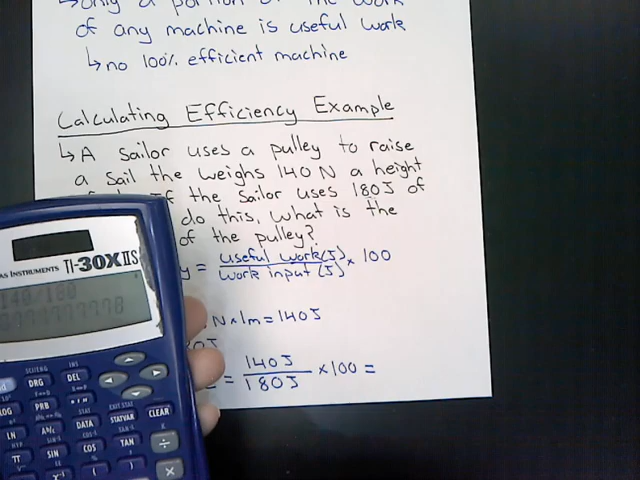 of any machine is useful work
↳ no 100% efficient machine
Calculating Efficiency Example
↳ A sailor uses a pulley to raise
a sail the weighs 140 N a height
the sailor uses 180J of
do this, what is the
of the pulley?
y = useful work(J) × 100
work input (J)
N × 1m = 140J
140J × 100 =
180J
TEXAS INSTRUMENTS TI-30X IIS
140/180
DRG DEL
LOG PRB
CLEAR
LN A b/c DATA STATVAR
π SIN COS TAN ÷
x⁻¹ ( ) ×